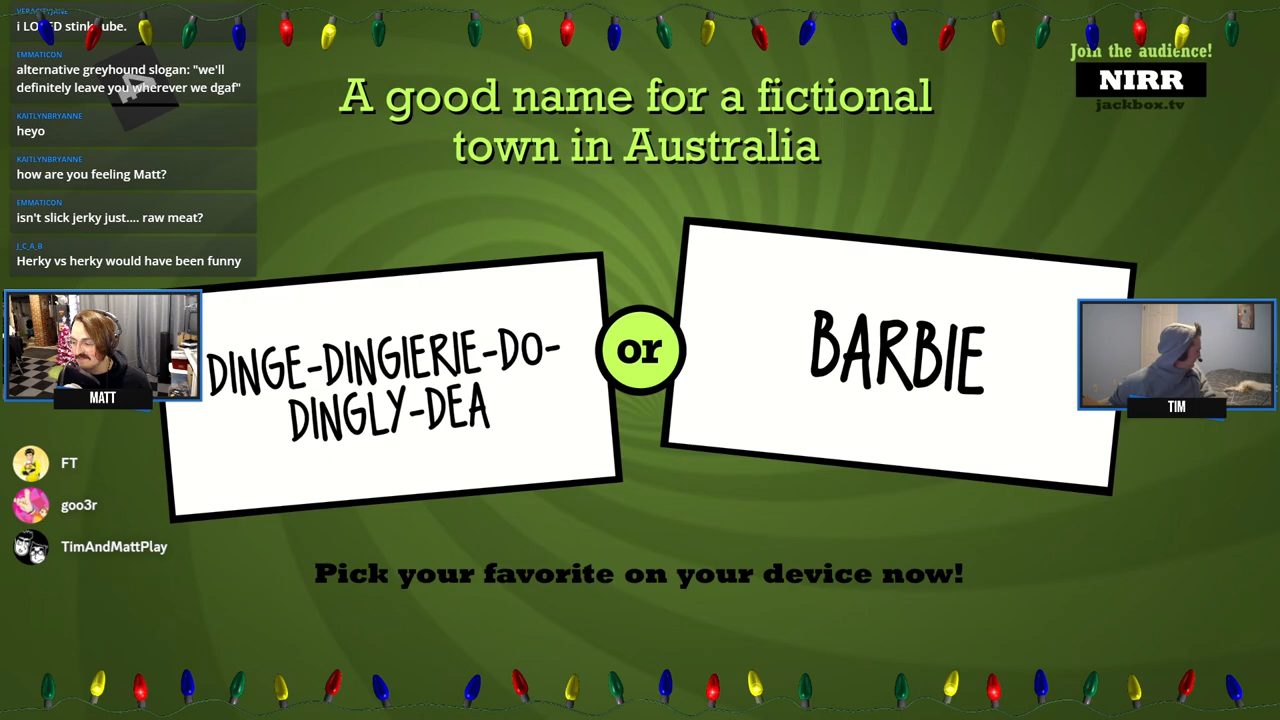 VERACITYJANE
i LOVED stink cube.
EMMATICON
alternative greyhound slogan: "we'll
definitely leave you wherever we dgaf"
KAITLYNBRYANNE
heyo
KAITLYNBRYANNE
how are you feeling Matt?
EMMATICON
isn't slick jerky just.... raw meat?
J_C_A_B
Herky vs herky would have been funny
A good name for a fictional
town in Australia
Join the audience!
NIRR
jackbox.tv
DINGE-DINGIERIE-DO-
DINGLY-DEA
or
BARBIE
MATT
TIM
FT
goo3r
TimAndMattPlay
Pick your favorite on your device now!